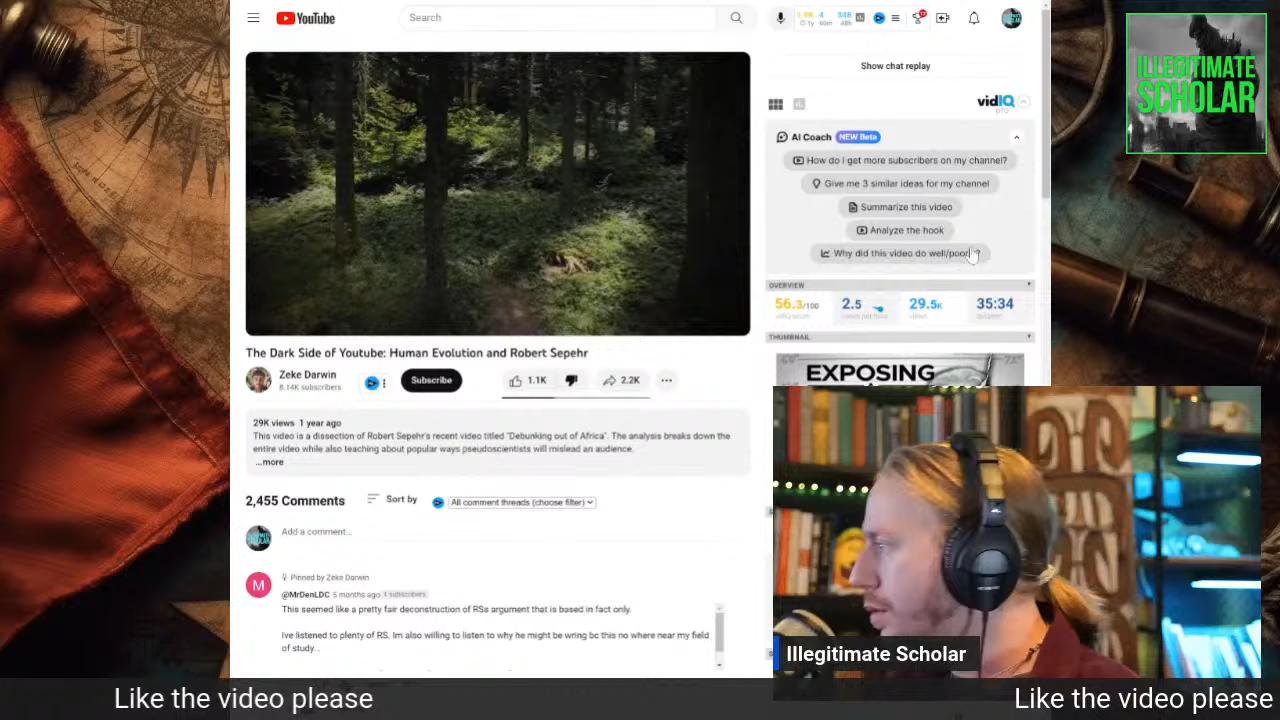 YouTube
Search
4
60m
548
48h
ILLEGITIMATE
SCHOLAR
Show chat replay
vidIQ
pro
AI Coach NEW Beta
How do I get more subscribers on my channel?
Give me 3 similar ideas for my channel
Summarize this video
Analyze the hook
Why did this video do well/poorly?
OVERVIEW
56.3/100
2.5
29.5K
35:34
THUMBNAIL
EXPOSING
The Dark Side of Youtube: Human Evolution and Robert Sepehr
Zeke Darwin
8.14K subscribers
Subscribe
1.1K
2.2K
29K views 1 year ago
This video is a dissection of Robert Sepehr's recent video titled "Debunking out of Africa". The analysis breaks down the
entire video while also teaching about popular ways pseudoscientists will mislead an audience.
...more
2,455 Comments
Sort by
All comment threads (choose filter)
Add a comment...
M
Pinned by Zeke Darwin
@MrDenLDC 5 months ago 4 subscribers
This seemed like a pretty fair deconstruction of RSs argument that is based in fact only.
Ive listened to plenty of RS. Im also willing to listen to why he might be wring bc this no where near my field
of study..
Illegitimate Scholar
Like the video please
Like the video please